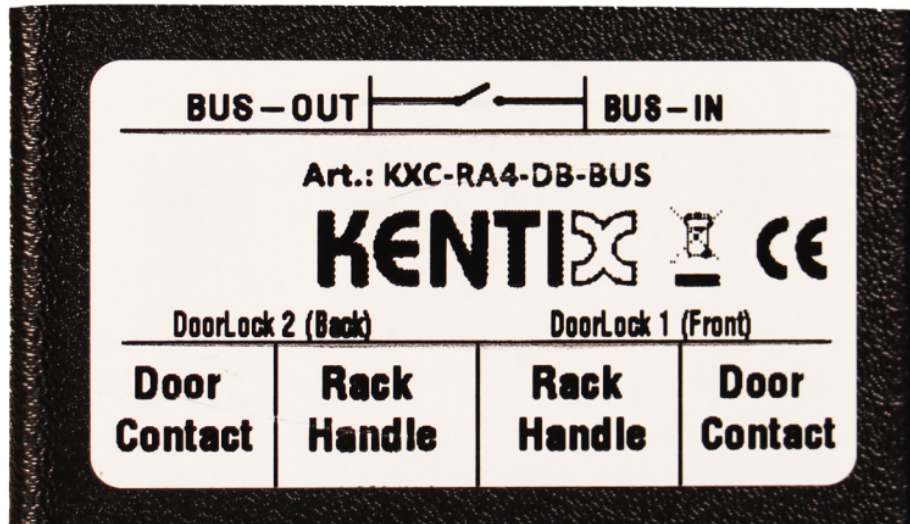 BUS-OUT BUS-IN
Art.: KXC-RA4-DB-BUS
KENTIX CE
DoorLock 2 (Back) DoorLock 1 (Front)
Door Rack Rack Door
Contact Handle Handle Contact